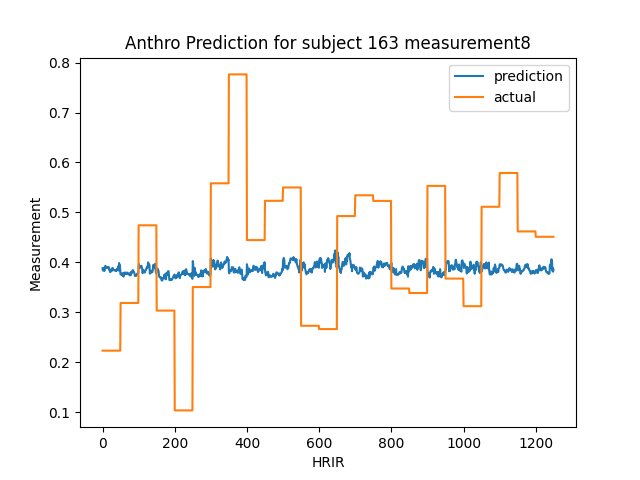 Anthro Prediction for subject 163 measurement8
prediction
actual
Measurement
0.8
0.7
0.6
0.5
0.4
0.3
0.2
0.1
0 200 400 600 800 1000 1200
HRIR